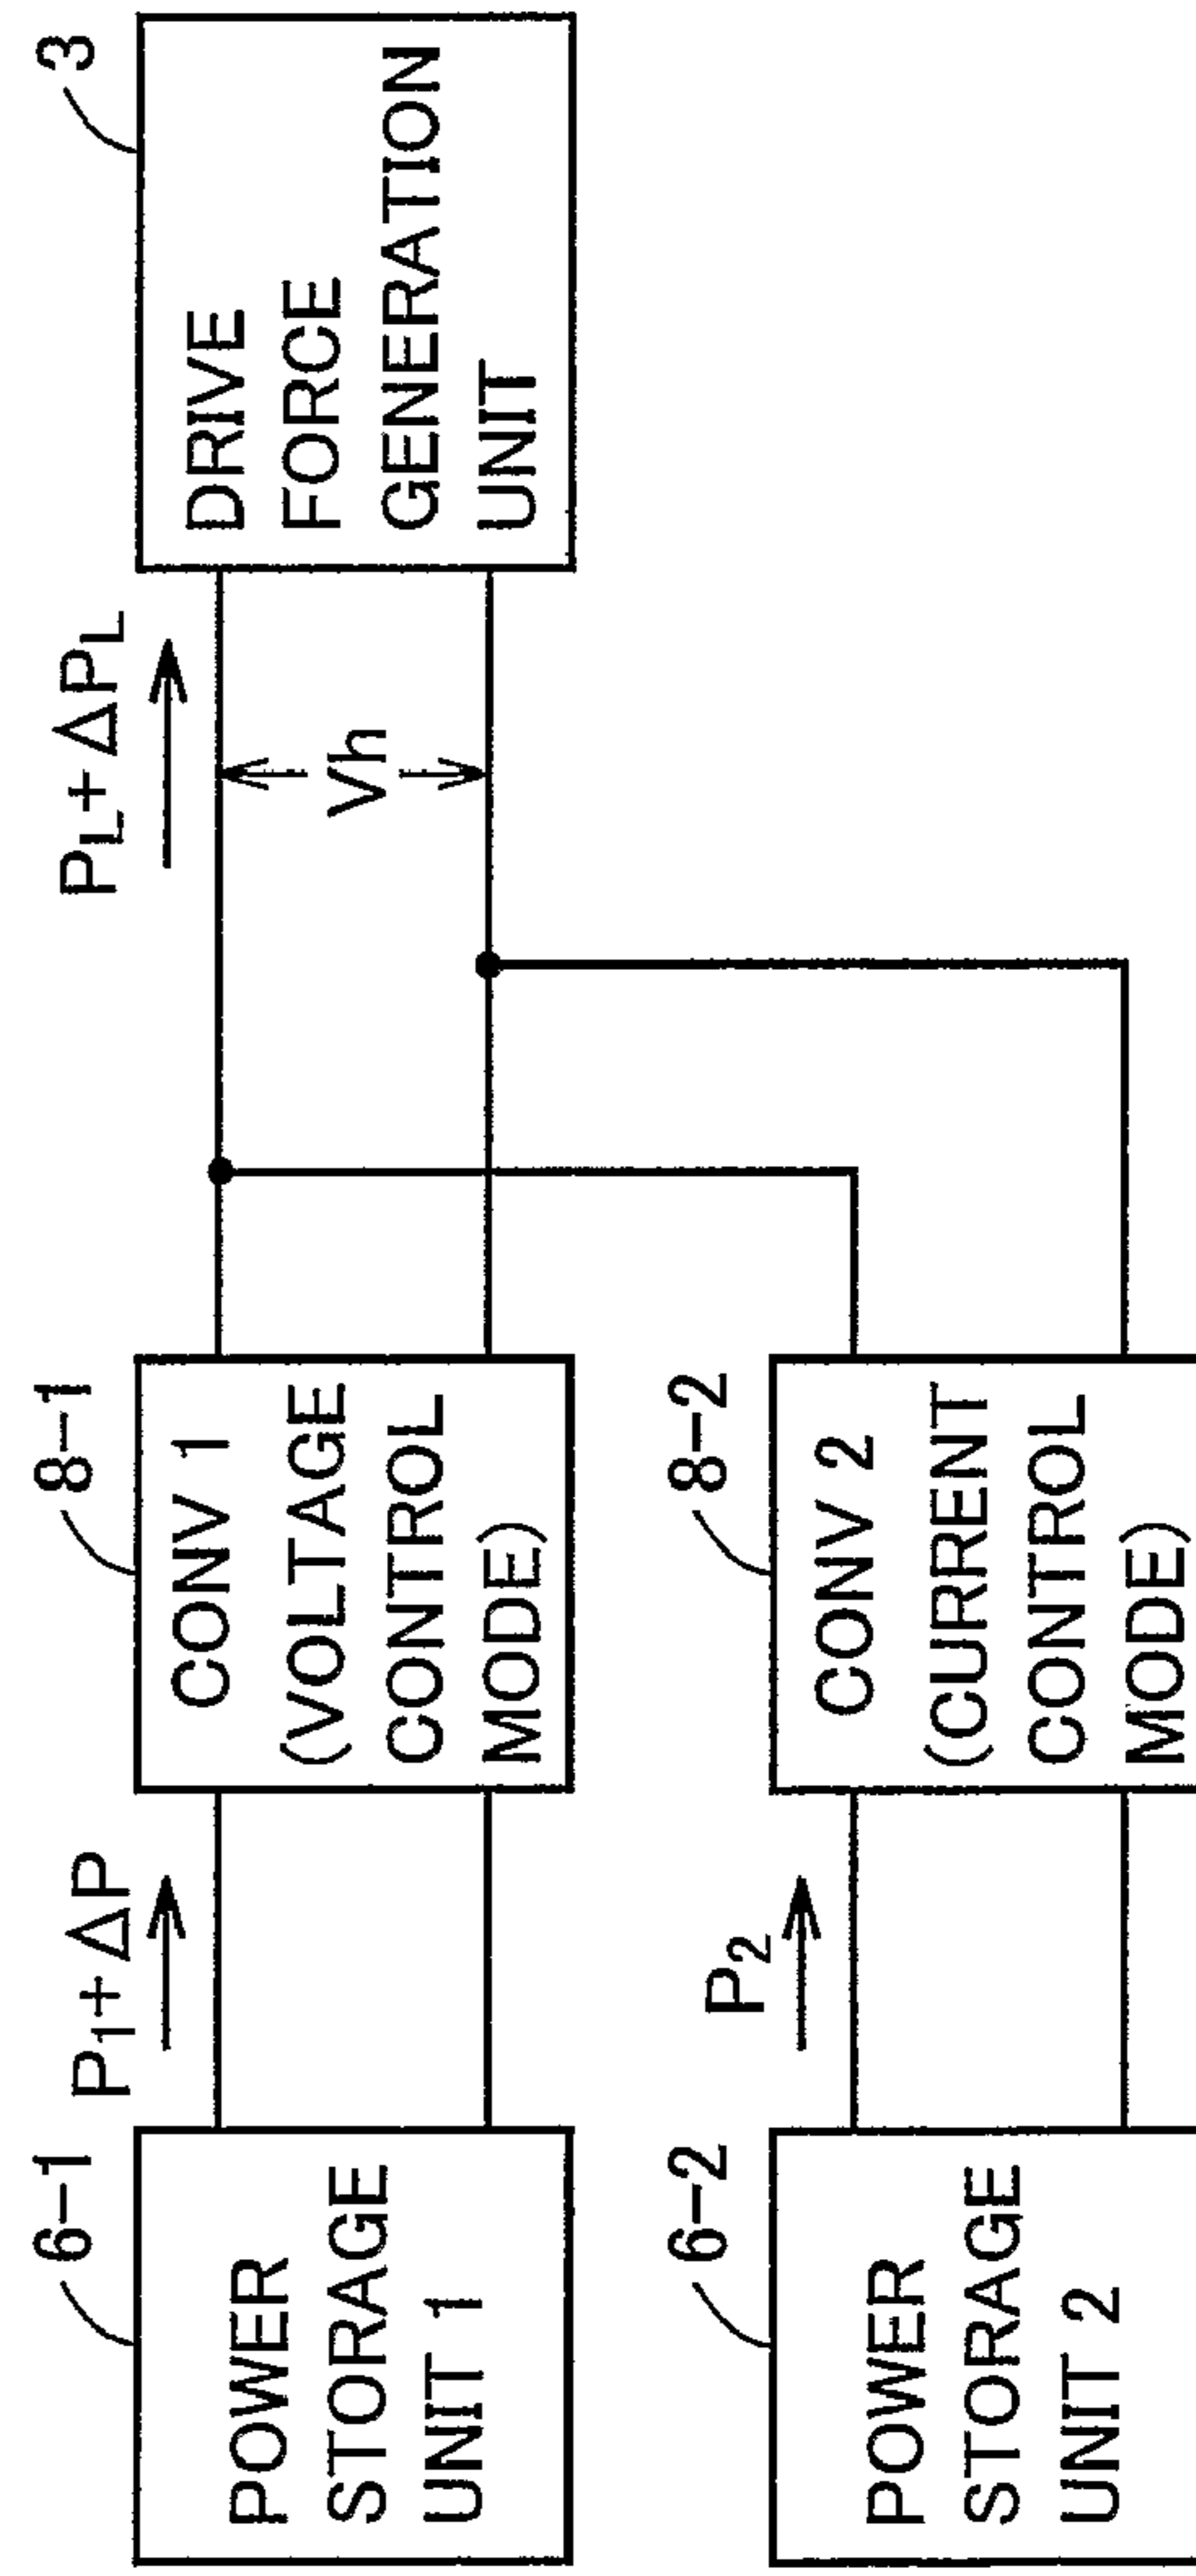 6-1
POWER
STORAGE
UNIT 1
P1+ΔP
8-1
CONV 1
(VOLTAGE
CONTROL
MODE)
PL+ΔPL
Vh
3
DRIVE
FORCE
GENERATION
UNIT
6-2
POWER
STORAGE
UNIT 2
P2
8-2
CONV 2
(CURRENT
CONTROL
MODE)